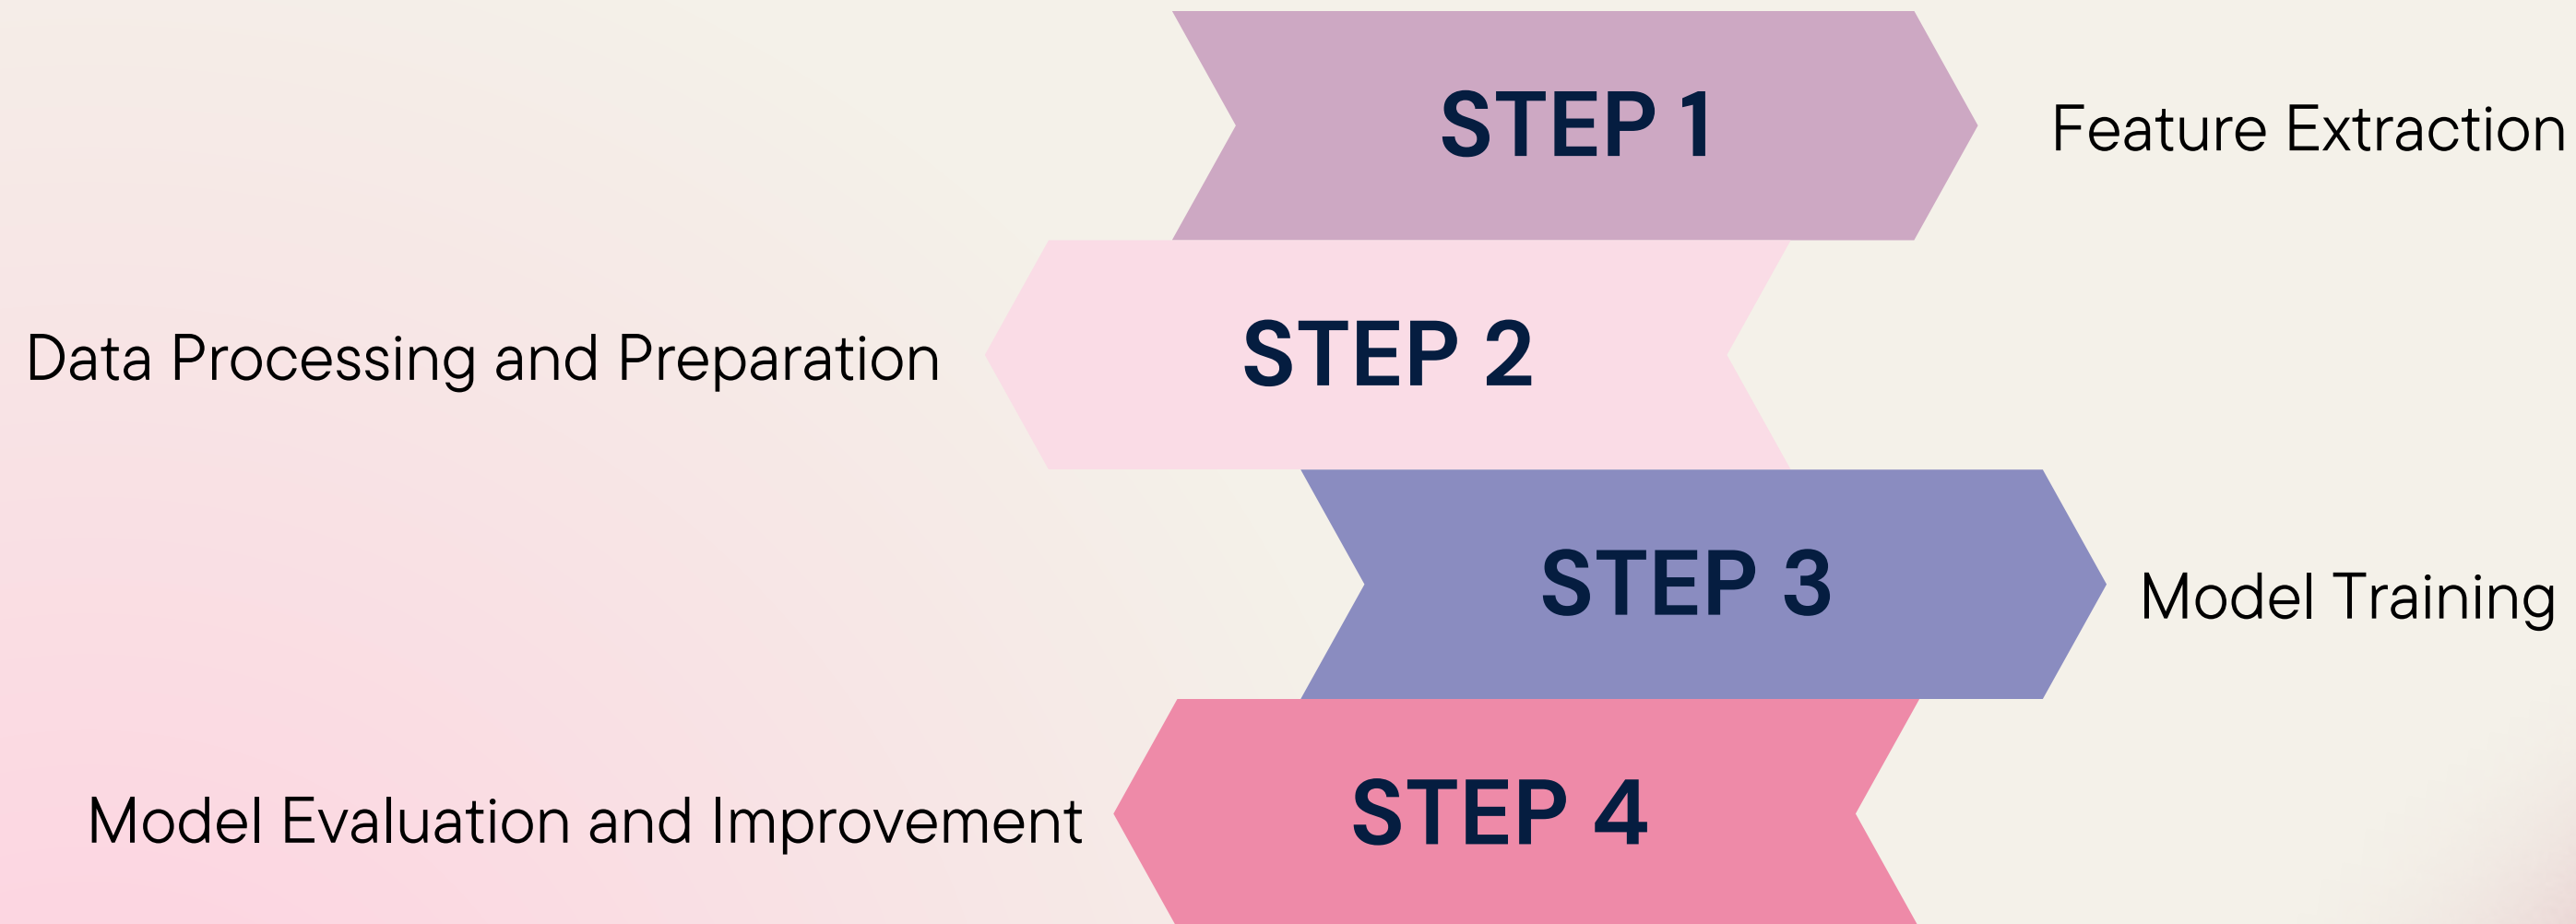 STEP 1
Feature Extraction
Data Processing and Preparation
STEP 2
STEP 3
Model Training
Model Evaluation and Improvement
STEP 4